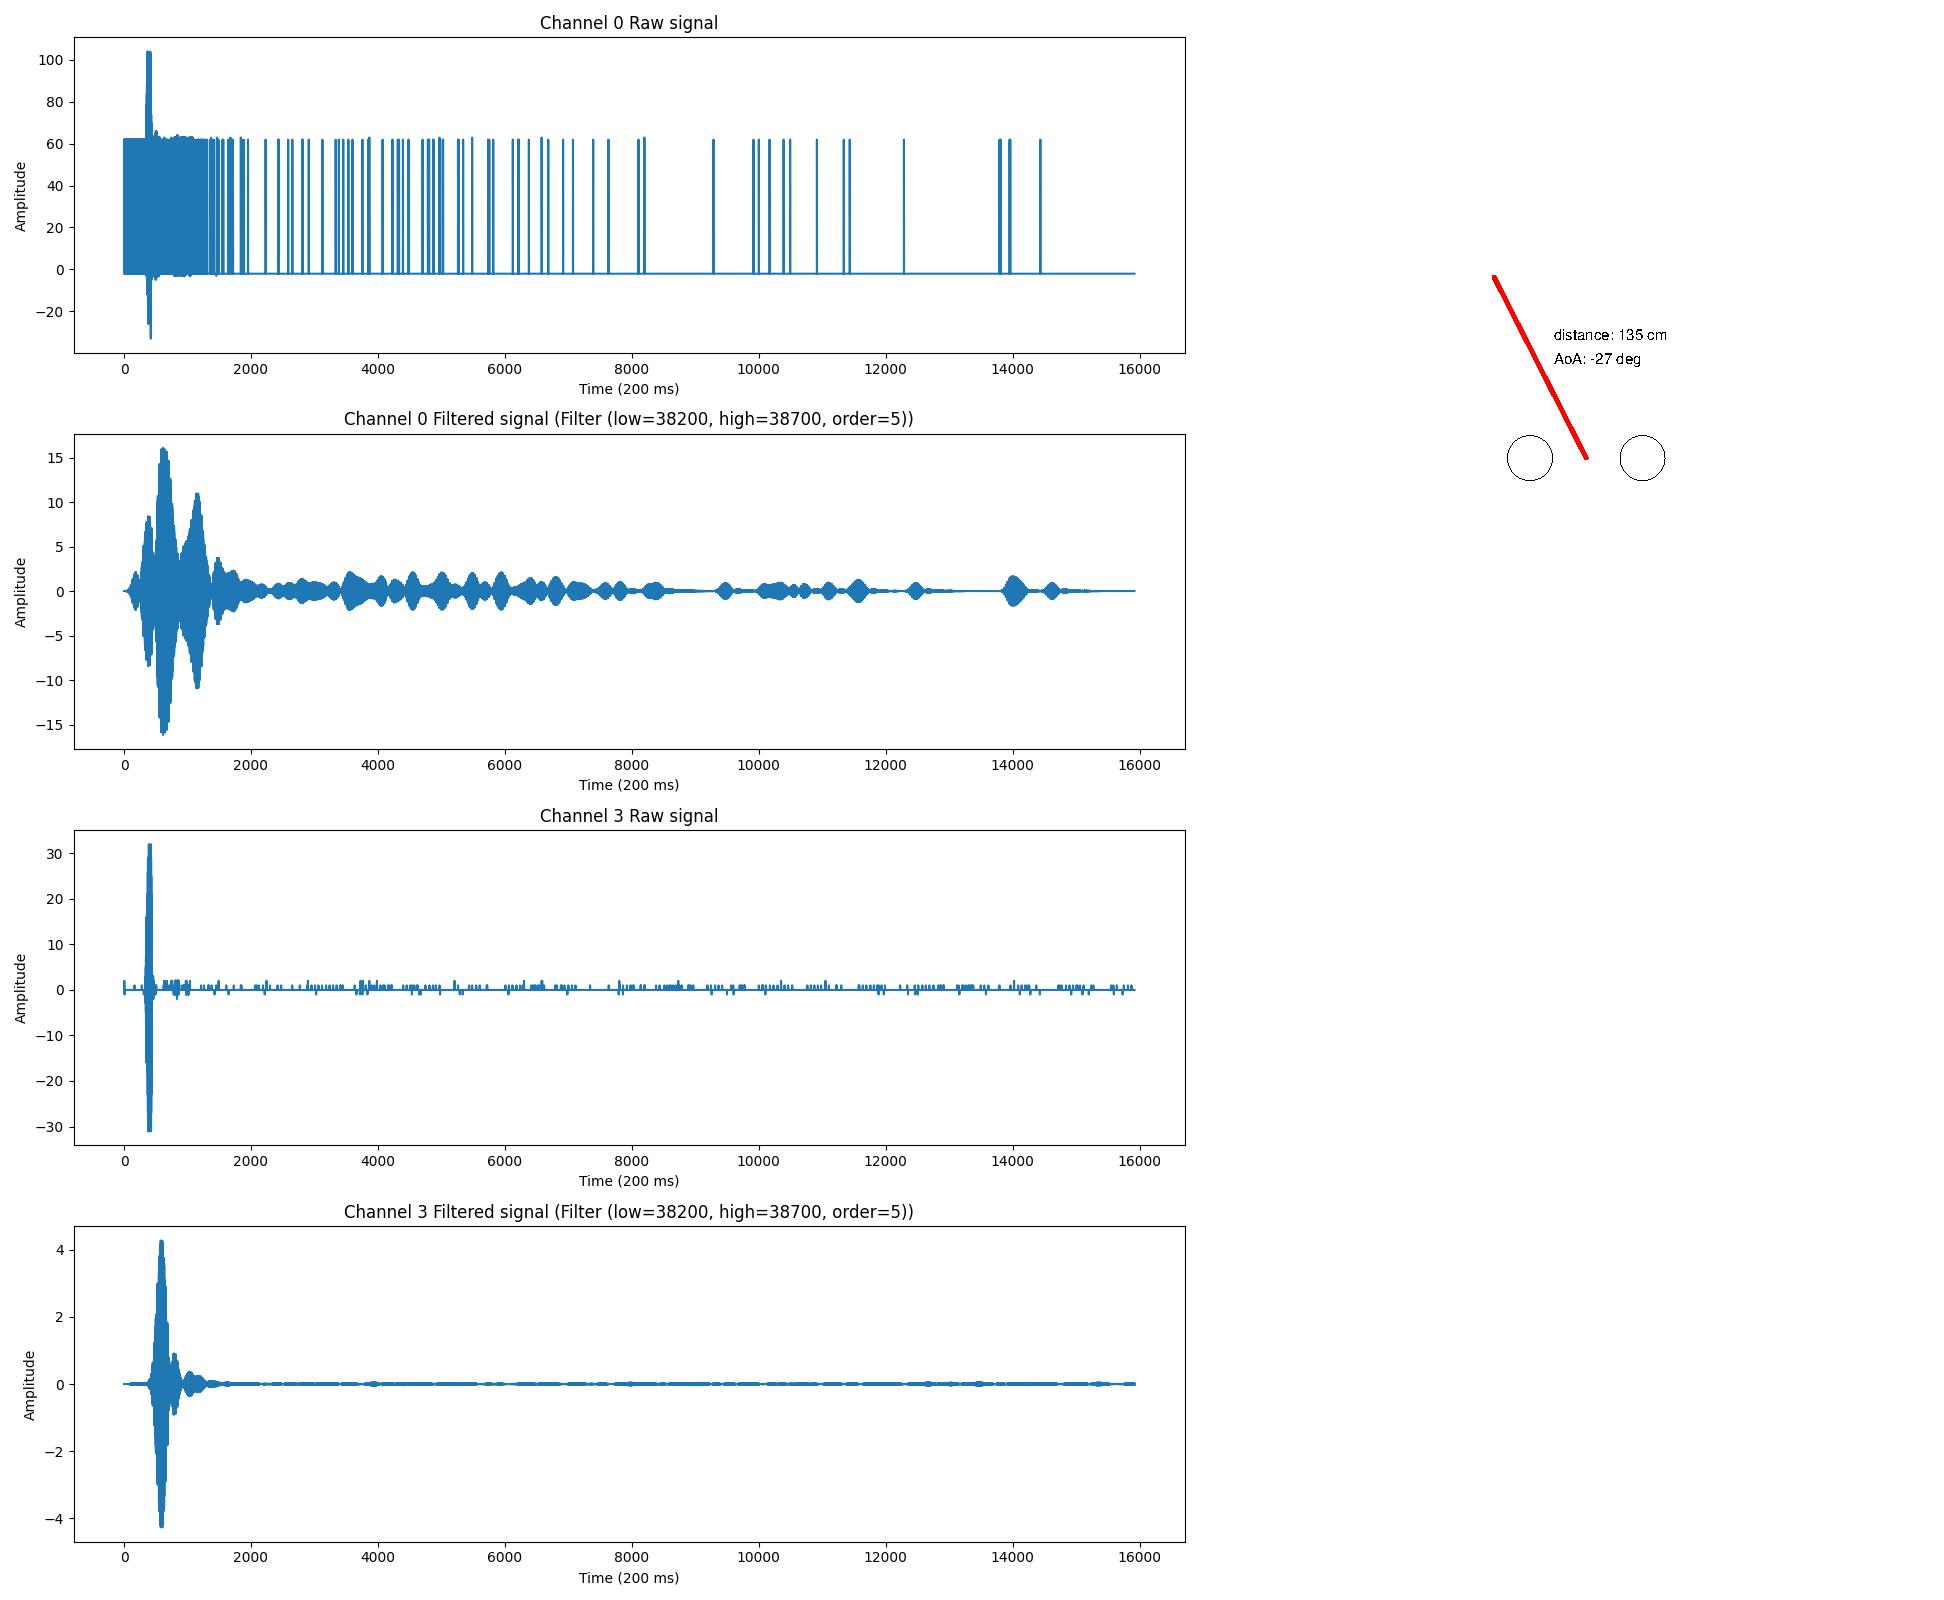 Channel 0 Raw signal
Amplitude
100
80
60
40
20
0
−20
0 2000 4000 6000 8000 10000 12000 14000 16000
Time (200 ms)
Channel 0 Filtered signal (Filter (low=38200, high=38700, order=5))
Amplitude
15
10
5
0
−5
−10
−15
0 2000 4000 6000 8000 10000 12000 14000 16000
Time (200 ms)
Channel 3 Raw signal
Amplitude
30
20
10
0
−10
−20
−30
0 2000 4000 6000 8000 10000 12000 14000 16000
Time (200 ms)
Channel 3 Filtered signal (Filter (low=38200, high=38700, order=5))
Amplitude
4
2
0
−2
−4
0 2000 4000 6000 8000 10000 12000 14000 16000
Time (200 ms)
distance: 135 cm
AoA: -27 deg